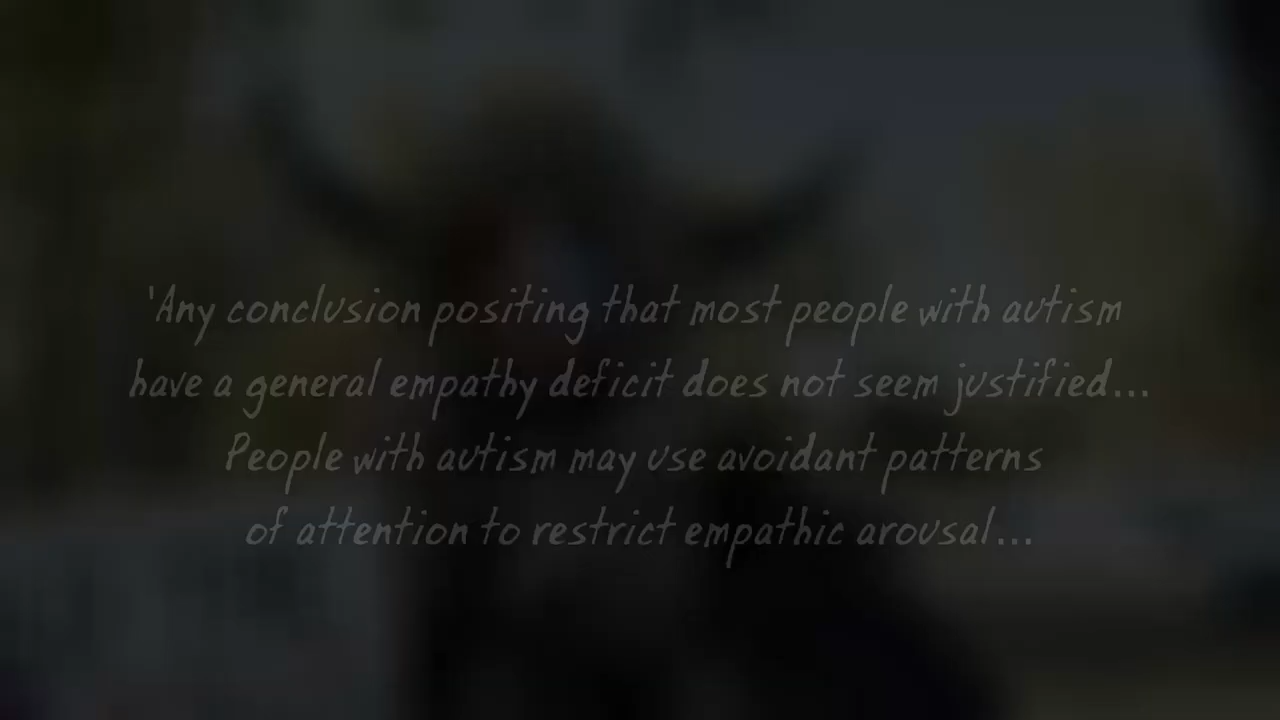 'Any conclusion positing that most people with autism
have a general empathy deficit does not seem justified...
People with autism may use avoidant patterns
of attention to restrict empathic arousal...